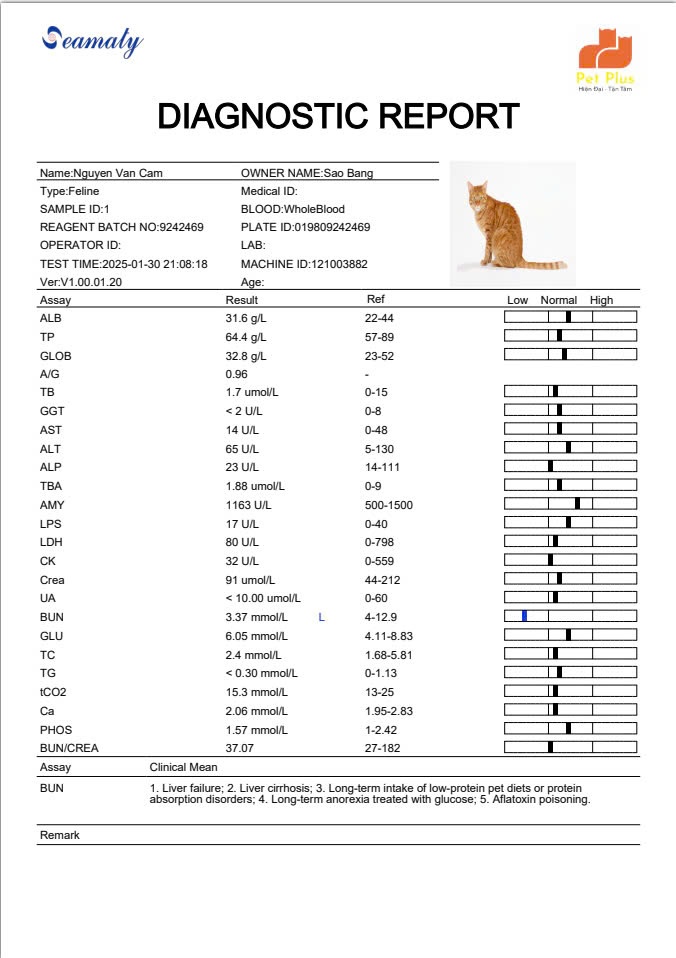 Seamaty
Pet Plus
Hiện Đại - Tận Tâm
DIAGNOSTIC REPORT
Name:Nguyen Van Cam OWNER NAME:Sao Bang
Type:Feline Medical ID:
SAMPLE ID:1 BLOOD:WholeBlood
REAGENT BATCH NO:9242469 PLATE ID:019809242469
OPERATOR ID: LAB:
TEST TIME:2025-01-30 21:08:18 MACHINE ID:121003882
Ver:V1.00.01.20 Age:
Assay Result Ref Low Normal High
ALB 31.6 g/L 22-44
TP 64.4 g/L 57-89
GLOB 32.8 g/L 23-52
A/G 0.96 -
TB 1.7 umol/L 0-15
GGT < 2 U/L 0-8
AST 14 U/L 0-48
ALT 65 U/L 5-130
ALP 23 U/L 14-111
TBA 1.88 umol/L 0-9
AMY 1163 U/L 500-1500
LPS 17 U/L 0-40
LDH 80 U/L 0-798
CK 32 U/L 0-559
Crea 91 umol/L 44-212
UA < 10.00 umol/L 0-60
BUN 3.37 mmol/L L 4-12.9
GLU 6.05 mmol/L 4.11-8.83
TC 2.4 mmol/L 1.68-5.81
TG < 0.30 mmol/L 0-1.13
tCO2 15.3 mmol/L 13-25
Ca 2.06 mmol/L 1.95-2.83
PHOS 1.57 mmol/L 1-2.42
BUN/CREA 37.07 27-182
Assay Clinical Mean
BUN 1. Liver failure; 2. Liver cirrhosis; 3. Long-term intake of low-protein pet diets or protein
absorption disorders; 4. Long-term anorexia treated with glucose; 5. Aflatoxin poisoning.
Remark